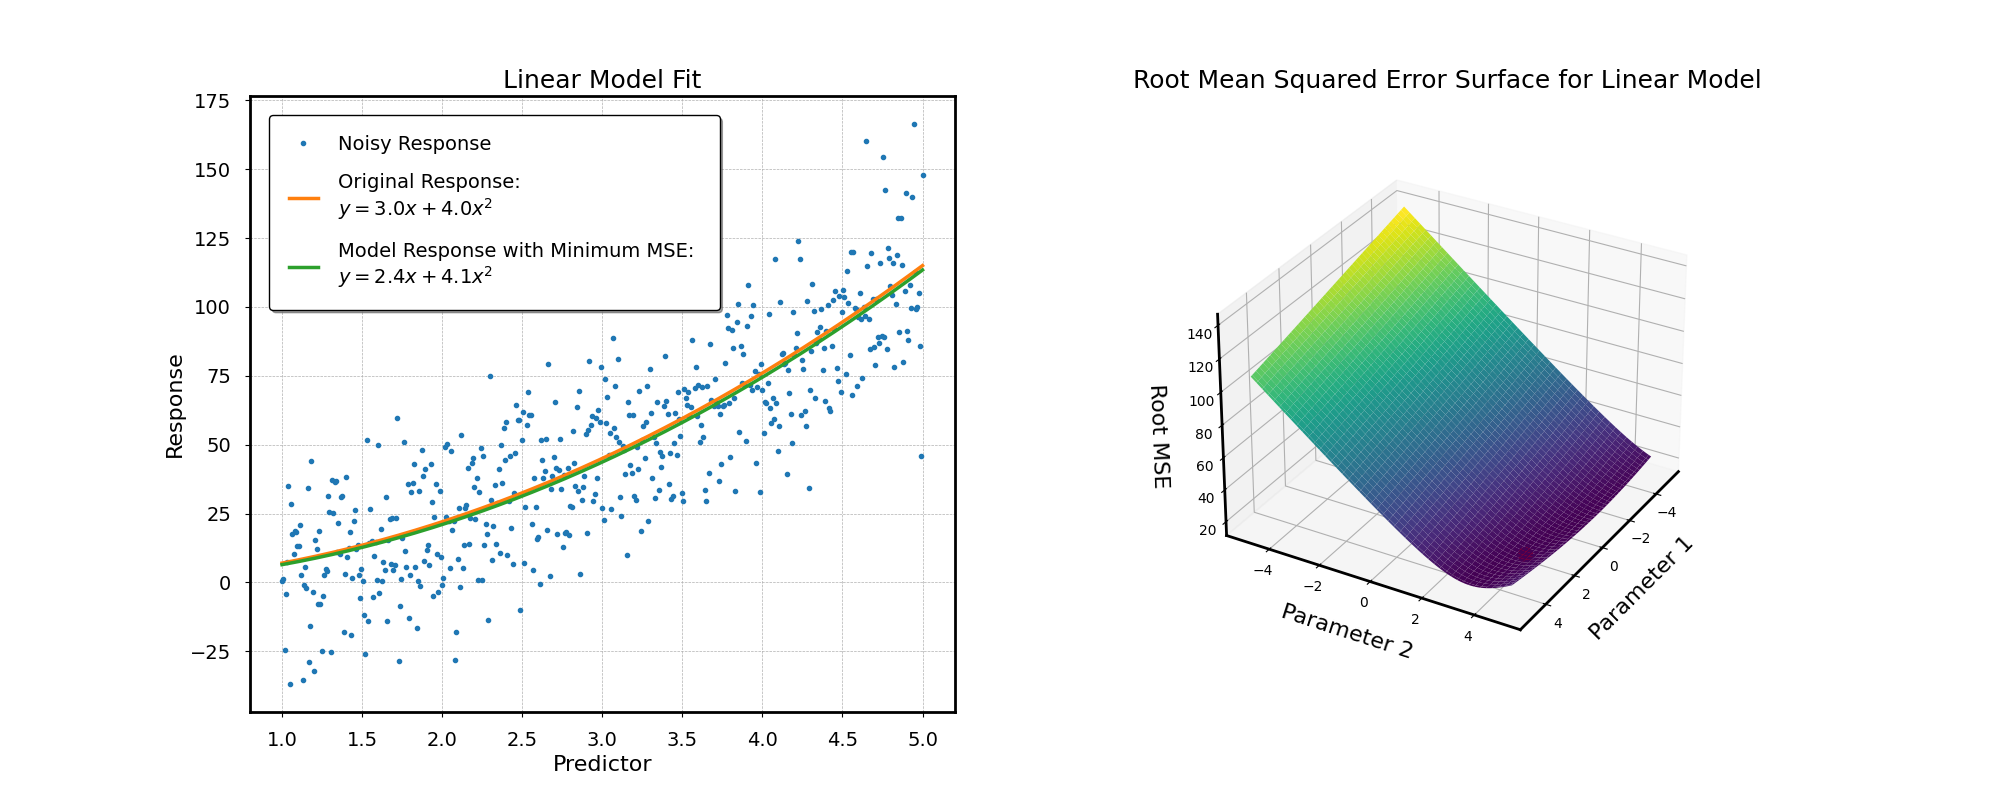 Linear Model Fit
175
150
125
100
75
50
25
0
−25
Response
Noisy Response
Original Response:
y = 3.0x + 4.0x²
Model Response with Minimum MSE:
y = 2.4x + 4.1x²
1.0 1.5 2.0 2.5 3.0 3.5 4.0 4.5 5.0
Predictor
Root Mean Squared Error Surface for Linear Model
140
120
100
80
60
40
20
Root MSE
−4
−2
0
2
4
Parameter 2
−4
−2
0
2
4
Parameter 1